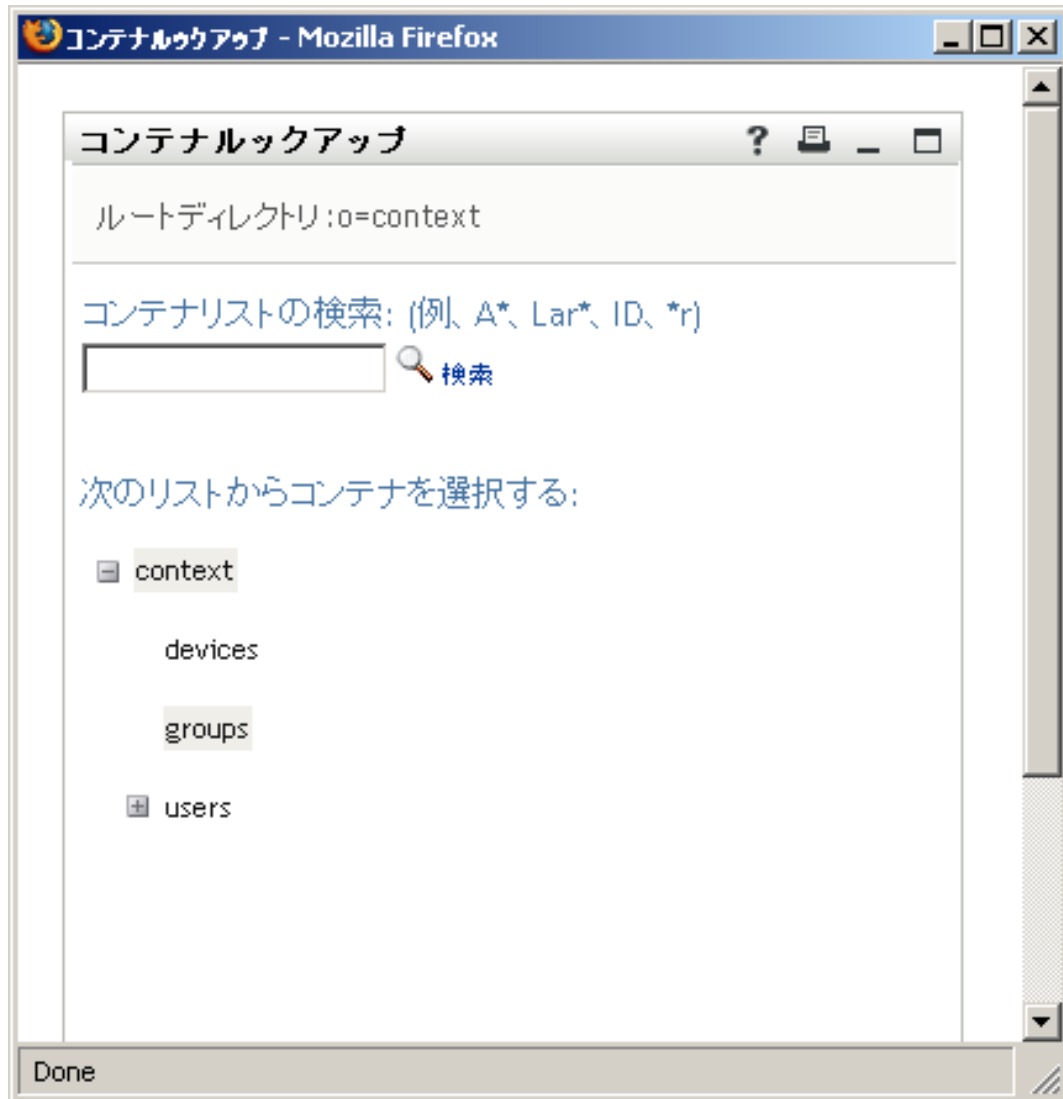 コンテナルックアップ - Mozilla Firefox
コンテナルックアップ
ルートディレクトリ:o=context
コンテナリストの検索: (例、A*、Lar*、ID、*r)
検索
次のリストからコンテナを選択する:
context
devices
groups
users
Done